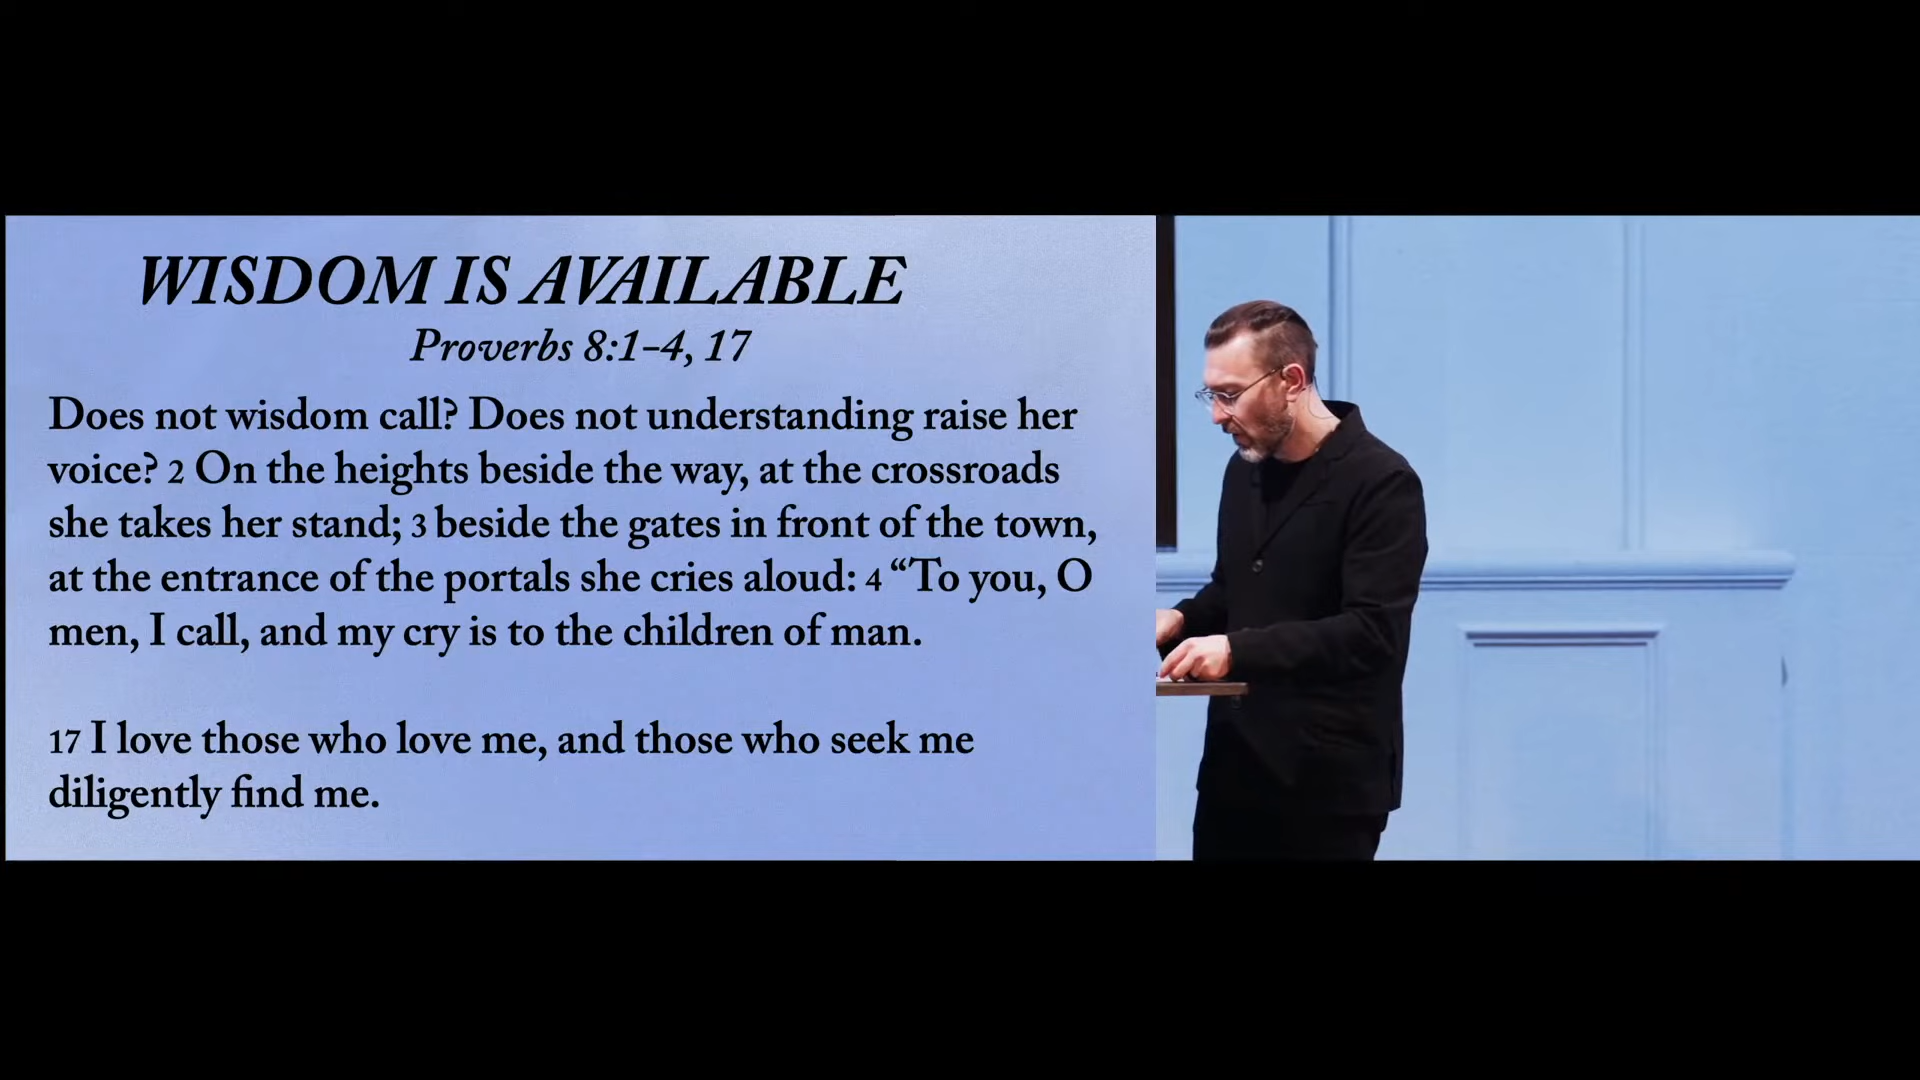 WISDOM IS AVAILABLE
Proverbs 8:1-4, 17
Does not wisdom call? Does not understanding raise her
voice? 2 On the heights beside the way, at the crossroads
she takes her stand; 3 beside the gates in front of the town,
at the entrance of the portals she cries aloud: 4 “To you, O
men, I call, and my cry is to the children of man.
17 I love those who love me, and those who seek me
diligently find me.